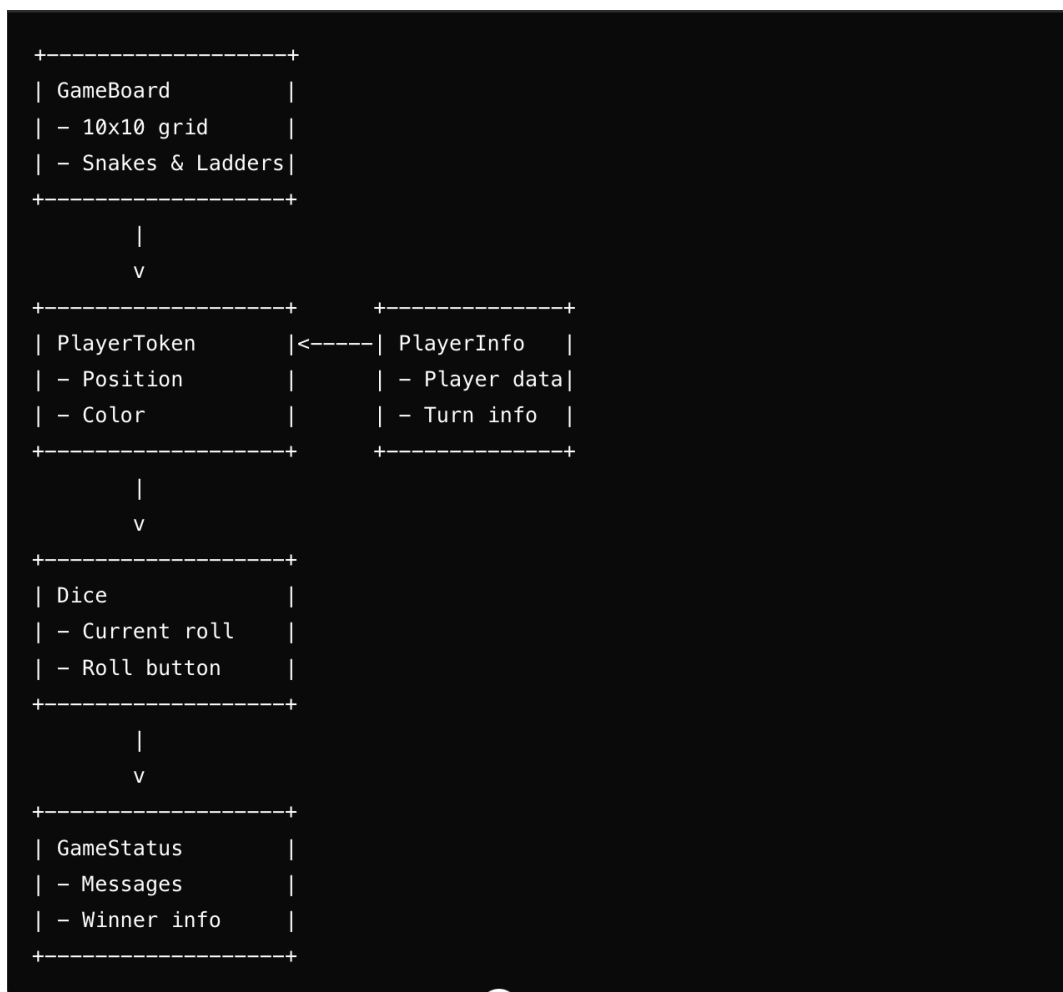 +-------------------+
| GameBoard         |
| - 10x10 grid      |
| - Snakes & Ladders|
+-------------------+
        |
        v
+-------------------+      +--------------+
| PlayerToken       |<-----| PlayerInfo   |
| - Position        |      | - Player data|
| - Color           |      | - Turn info  |
+-------------------+      +--------------+
        |
        v
+-------------------+
| Dice              |
| - Current roll    |
| - Roll button     |
+-------------------+
        |
        v
+-------------------+
| GameStatus        |
| - Messages        |
| - Winner info     |
+-------------------+